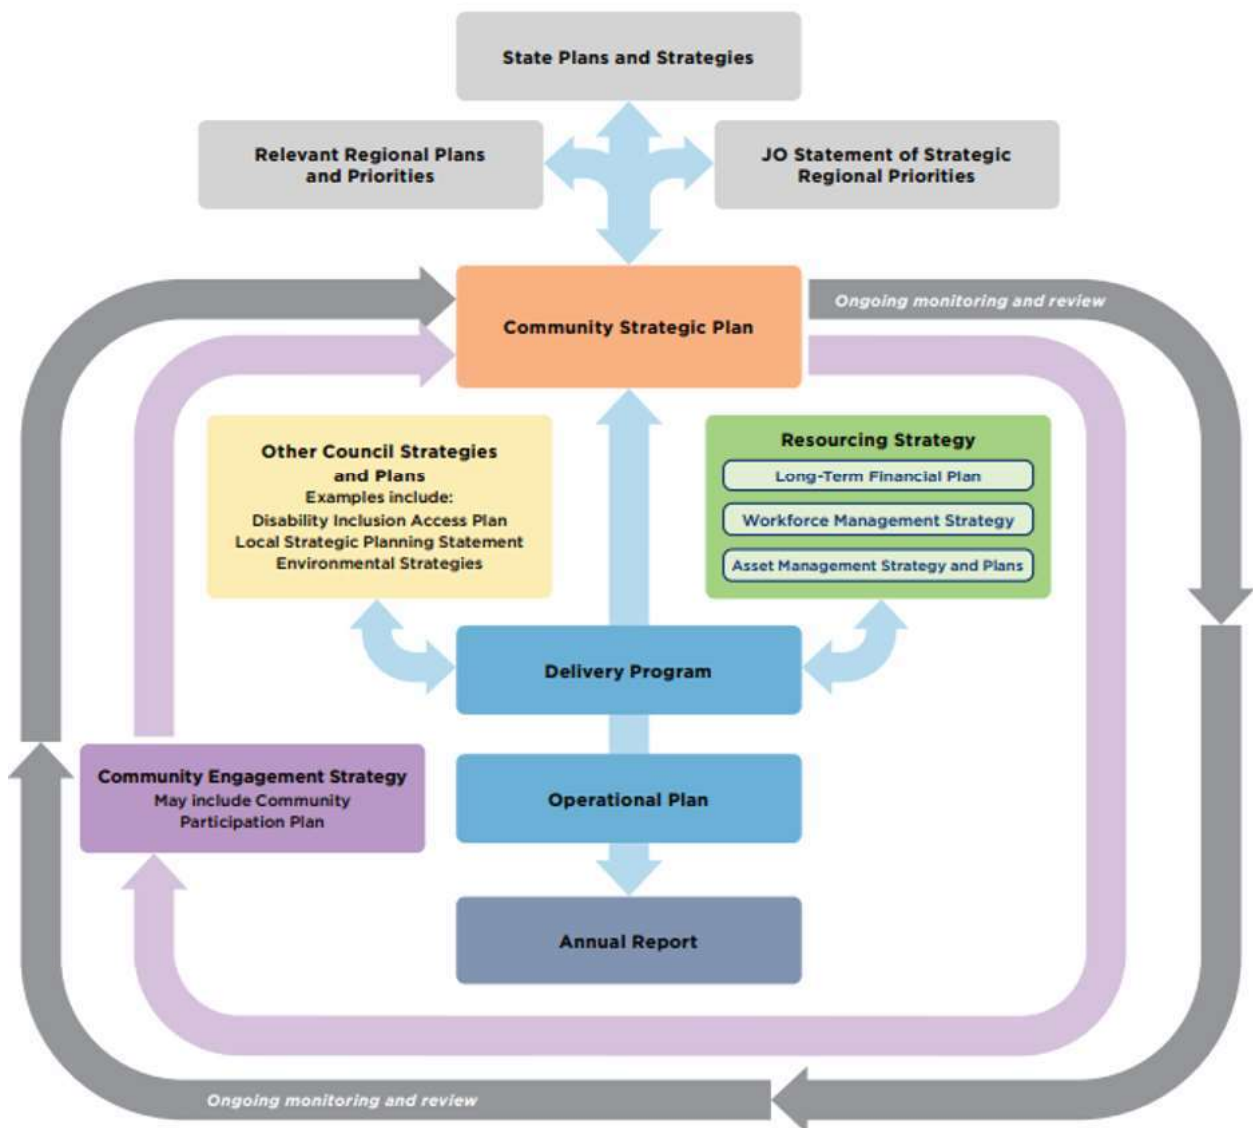 State Plans and Strategies
Relevant Regional Plans
and Priorities
JO Statement of Strategic
Regional Priorities
Ongoing monitoring and review
Community Strategic Plan
Other Council Strategies
and Plans
Examples include:
Disability Inclusion Access Plan
Local Strategic Planning Statement
Environmental Strategies
Resourcing Strategy
Long-Term Financial Plan
Workforce Management Strategy
Asset Management Strategy and Plans
Delivery Program
Community Engagement Strategy
May include Community
Participation Plan
Operational Plan
Annual Report
Ongoing monitoring and review